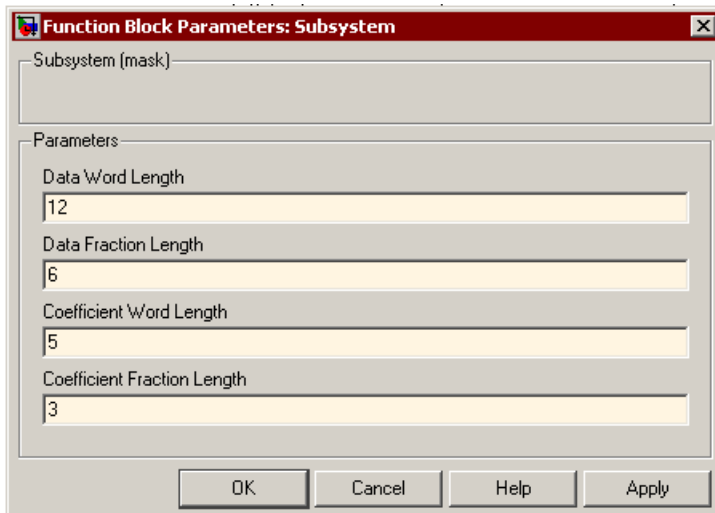 Function Block Parameters: Subsystem
Subsystem (mask)
Parameters
Data Word Length
12
Data Fraction Length
6
Coefficient Word Length
5
Coefficient Fraction Length
3
OK Cancel Help Apply